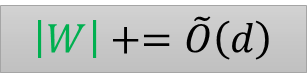 |W| += Õ(d)